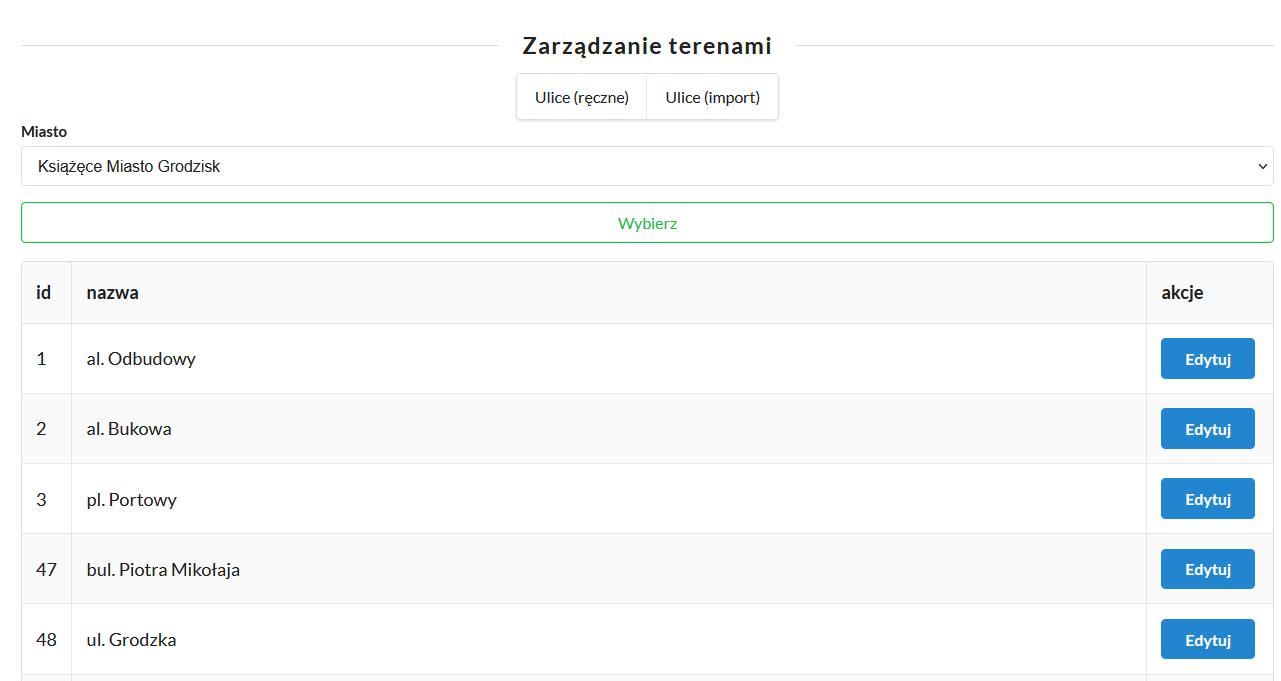 Zarządzanie terenami
Ulice (ręczne) Ulice (import)
Miasto
Książęce Miasto Grodzisk
Wybierz
id nazwa akcje
1 al. Odbudowy Edytuj
2 al. Bukowa Edytuj
3 pl. Portowy Edytuj
47 bul. Piotra Mikołaja Edytuj
48 ul. Grodzka Edytuj